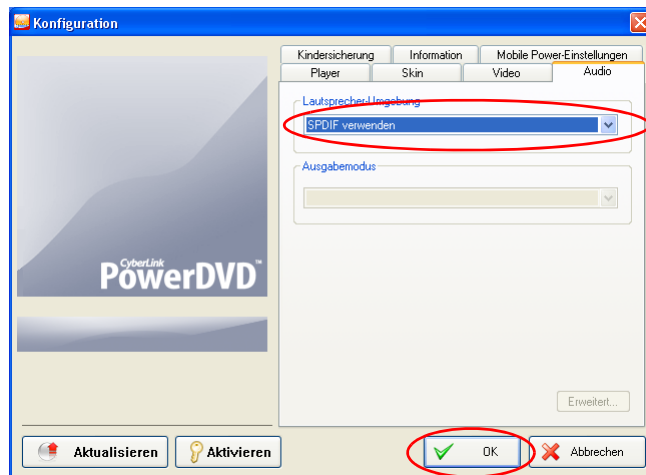 Konfiguration
Kindersicherung Information Mobile Power-Einstellungen
Player Skin Video Audio
Lautsprecher-Umgebung
SPDIF verwenden
Ausgabemodus
CyberLink
PowerDVD™
Erweitert...
Aktualisieren Aktivieren OK Abbrechen